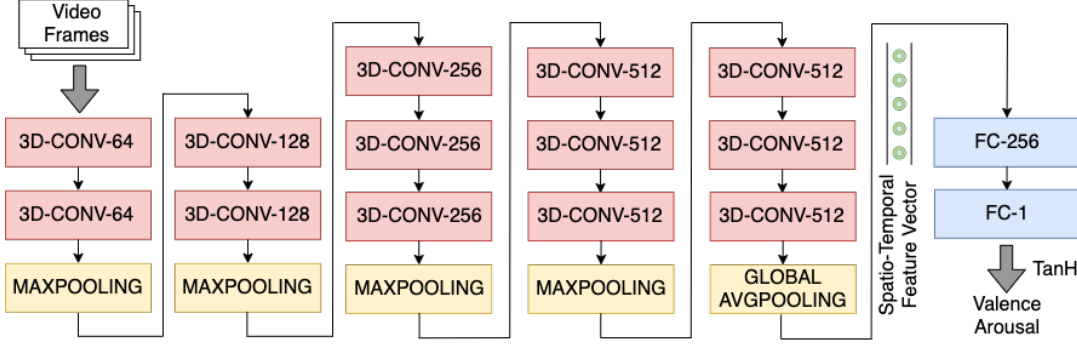 Video
Frames
3D-CONV-64
3D-CONV-64
MAXPOOLING
3D-CONV-128
3D-CONV-128
MAXPOOLING
3D-CONV-256
3D-CONV-256
3D-CONV-256
MAXPOOLING
3D-CONV-512
3D-CONV-512
3D-CONV-512
MAXPOOLING
3D-CONV-512
3D-CONV-512
3D-CONV-512
GLOBAL
AVGPOOLING
Spatio-Temporal
Feature Vector
FC-256
FC-1
TanH
Valence
Arousal